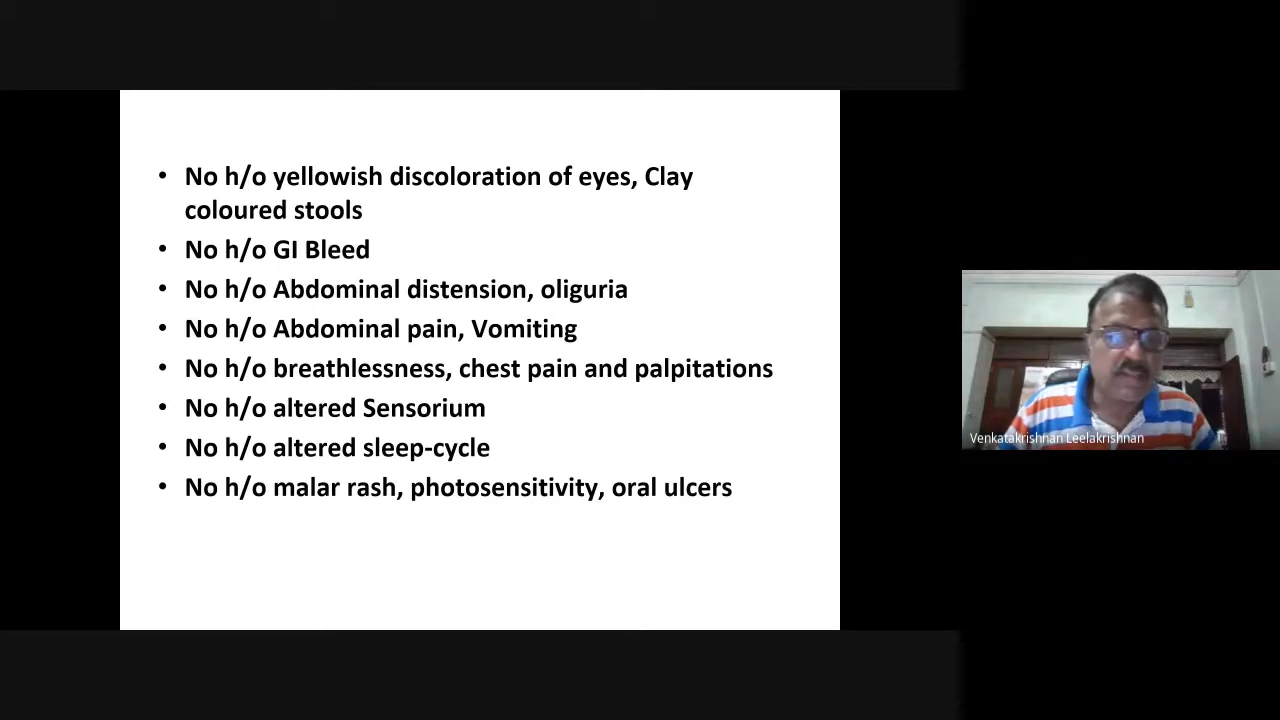 • No h/o yellowish discoloration of eyes, Clay
coloured stools
• No h/o GI Bleed
• No h/o Abdominal distension, oliguria
• No h/o Abdominal pain, Vomiting
• No h/o breathlessness, chest pain and palpitations
• No h/o altered Sensorium
• No h/o altered sleep-cycle
• No h/o malar rash, photosensitivity, oral ulcers
Venkatakrishnan Leelakrishnan